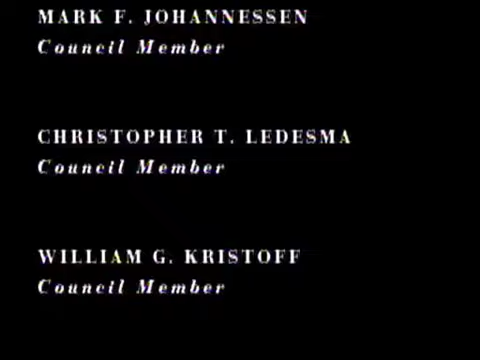 MARK F. JOHANNESSEN
Council Member
CHRISTOPHER T. LEDESMA
Council Member
WILLIAM G. KRISTOFF
Council Member